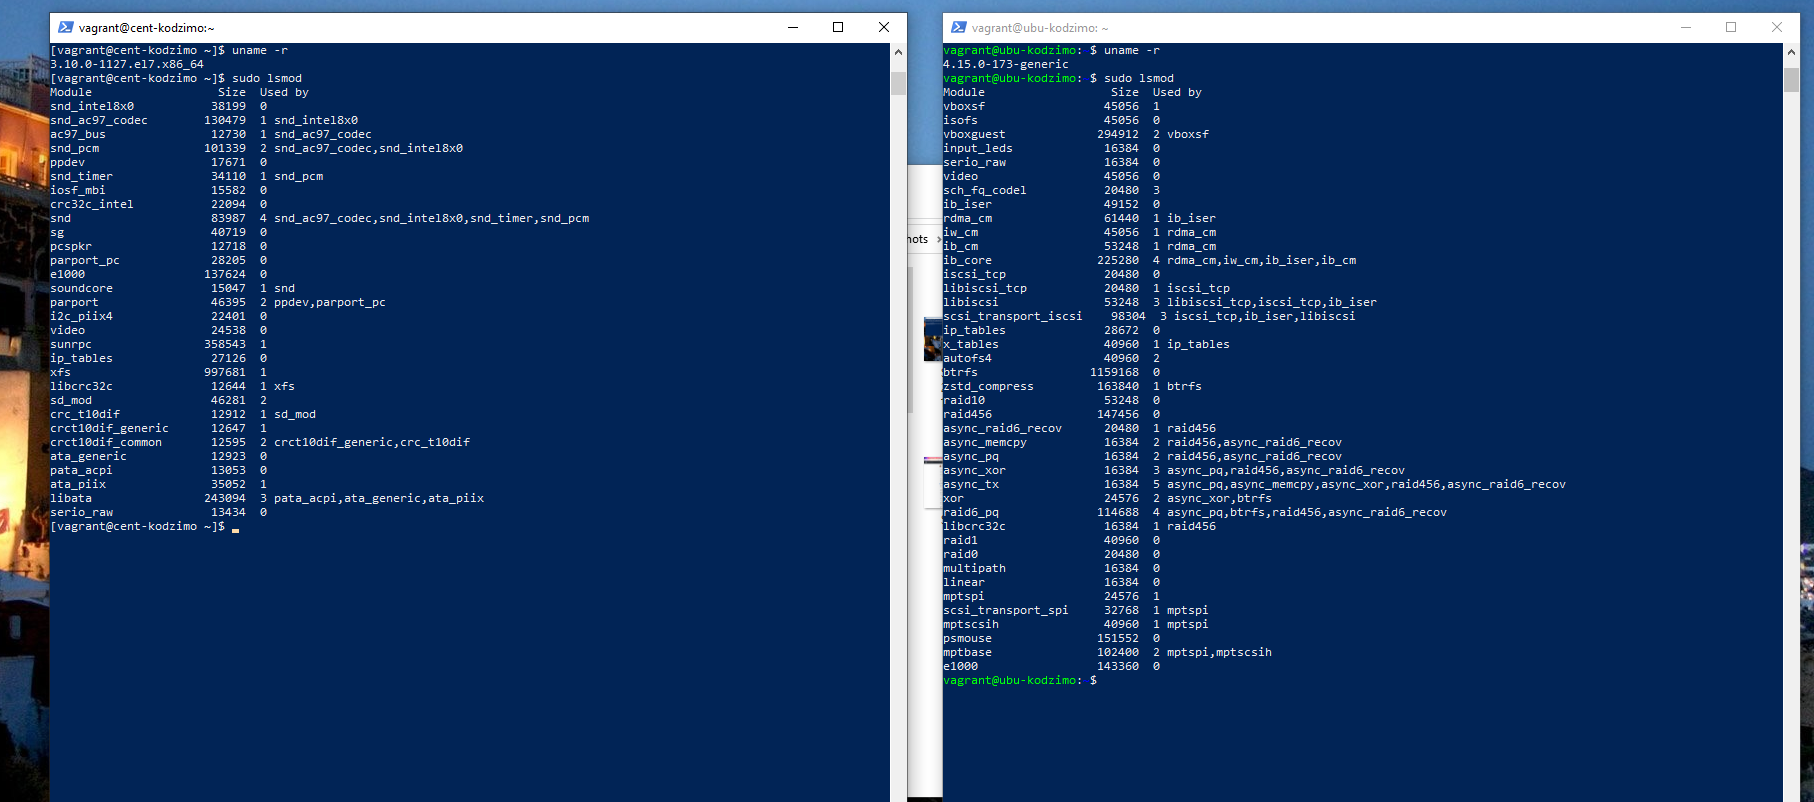 vagrant@cent-kodzimo:~
[vagrant@cent-kodzimo ~]$ uname -r
3.10.0-1127.el7.x86_64
[vagrant@cent-kodzimo ~]$ sudo lsmod
Module                  Size  Used by
snd_intel8x0           38199  0
snd_ac97_codec        130479  1 snd_intel8x0
ac97_bus               12730  1 snd_ac97_codec
snd_pcm               101339  2 snd_ac97_codec,snd_intel8x0
ppdev                  17671  0
snd_timer              34110  1 snd_pcm
iosf_mbi               15582  0
crc32c_intel           22094  0
snd                    83987  4 snd_ac97_codec,snd_intel8x0,snd_timer,snd_pcm
sg                     40719  0
pcspkr                 12718  0
parport_pc             28205  0
e1000                 137624  0
soundcore              15047  1 snd
parport                46395  2 ppdev,parport_pc
i2c_piix4              22401  0
video                  24538  0
sunrpc                358543  1
ip_tables              27126  0
xfs                   997681  1
libcrc32c              12644  1 xfs
sd_mod                 46281  2
crc_t10dif             12912  1 sd_mod
crct10dif_generic      12647  1
crct10dif_common       12595  2 crct10dif_generic,crc_t10dif
ata_generic            12923  0
pata_acpi              13053  0
ata_piix               35052  1
libata                243094  3 pata_acpi,ata_generic,ata_piix
serio_raw              13434  0
[vagrant@cent-kodzimo ~]$
hots
vagrant@ubu-kodzimo: ~
vagrant@ubu-kodzimo: $ uname -r
4.15.0-173-generic
vagrant@ubu-kodzimo: $ sudo lsmod
Module                  Size  Used by
vboxsf                 45056  1
isofs                  45056  0
vboxguest             294912  2 vboxsf
input_leds             16384  0
serio_raw              16384  0
video                  45056  0
sch_fq_codel           20480  3
ib_iser                49152  0
rdma_cm                61440  1 ib_iser
iw_cm                  45056  1 rdma_cm
ib_cm                  53248  1 rdma_cm
ib_core               225280  4 rdma_cm,iw_cm,ib_iser,ib_cm
iscsi_tcp              20480  0
libiscsi_tcp           20480  1 iscsi_tcp
libiscsi               53248  3 libiscsi_tcp,iscsi_tcp,ib_iser
scsi_transport_iscsi    98304  3 iscsi_tcp,ib_iser,libiscsi
ip_tables              28672  0
x_tables               40960  1 ip_tables
autofs4                40960  2
btrfs                1159168  0
zstd_compress         163840  1 btrfs
raid10                 53248  0
raid456               147456  0
async_raid6_recov      20480  1 raid456
async_memcpy           16384  2 raid456,async_raid6_recov
async_pq               16384  2 raid456,async_raid6_recov
async_xor              16384  3 async_pq,raid456,async_raid6_recov
async_tx               16384  5 async_pq,async_memcpy,async_xor,raid456,async_raid6_recov
xor                    24576  2 async_xor,btrfs
raid6_pq              114688  4 async_pq,btrfs,raid456,async_raid6_recov
libcrc32c              16384  1 raid456
raid1                  40960  0
raid0                  20480  0
multipath              16384  0
linear                 16384  0
mptspi                 24576  1
scsi_transport_spi     32768  1 mptspi
mptscsih               40960  1 mptspi
psmouse               151552  0
mptbase               102400  2 mptspi,mptscsih
e1000                 143360  0
vagrant@ubu-kodzimo: $